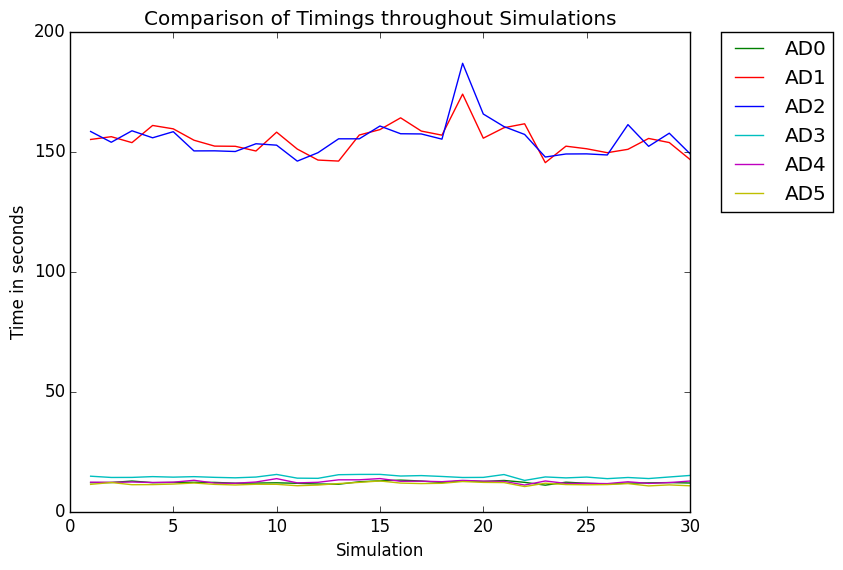 Comparison of Timings throughout Simulations
200
150
100
50
0
Time in seconds
0 5 10 15 20 25 30
Simulation
AD0
AD1
AD2
AD3
AD4
AD5